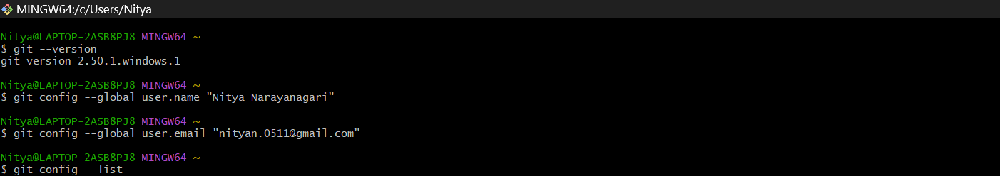 MINGW64:/c/Users/Nitya
Nitya@LAPTOP-2ASB8PJ8 MINGW64 ~
$ git --version
git version 2.50.1.windows.1
Nitya@LAPTOP-2ASB8PJ8 MINGW64 ~
$ git config --global user.name "Nitya Narayanagari"
Nitya@LAPTOP-2ASB8PJ8 MINGW64 ~
$ git config --global user.email "nityan.0511@gmail.com"
Nitya@LAPTOP-2ASB8PJ8 MINGW64 ~
$ git config --list